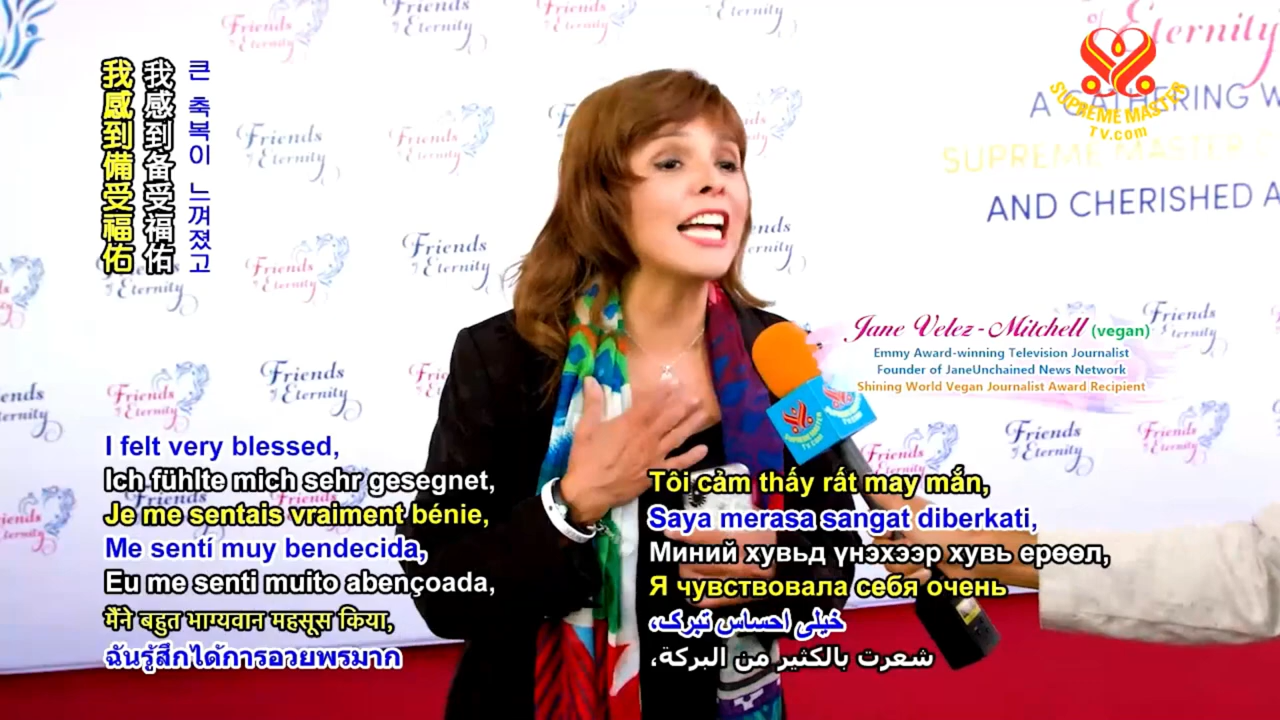 Friends
of Eternity
A GATHERING W
SUPREME MASTER
AND CHERISHED A
SUPREME MASTER
TV.com
큰 축복이 느껴졌고
我感到备受福佑
我感到備受福佑
Jane Velez-Mitchell (vegan)
Emmy Award-winning Television Journalist
Founder of JaneUnchained News Network
Shining World Vegan Journalist Award Recipient
I felt very blessed,
Ich fühlte mich sehr gesegnet,
Je me sentais vraiment bénie,
Me sentí muy bendecida,
Eu me senti muito abençoada,
मैंने बहुत भाग्यवान महसूस किया,
ฉันรู้สึกได้การอวยพรมาก
Tôi cảm thấy rất may mắn,
Saya merasa sangat diberkati,
Миний хувьд үнэхээр хувь ерөөл,
Я чувствовала себя очень
خیلی احساس تبرک،
شعرت بالكثير من البركة،